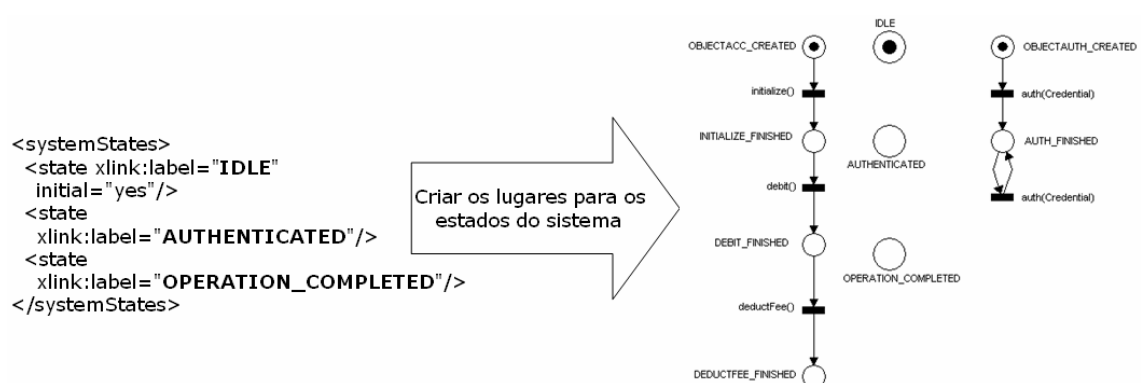 <systemStates>
<state xlink:label="IDLE"
initial="yes"/>
<state
xlink:label="AUTHENTICATED"/>
<state
xlink:label="OPERATION_COMPLETED"/>
</systemStates>
Criar os lugares para os
estados do sistema
IDLE
OBJECTACC_CREATED
OBJECTAUTH_CREATED
initialize()
auth(Credential)
INITIALIZE_FINISHED
AUTH_FINISHED
AUTHENTICATED
debit()
auth(Credential)
DEBIT_FINISHED
OPERATION_COMPLETED
deductFee()
DEDUCTFEE_FINISHED